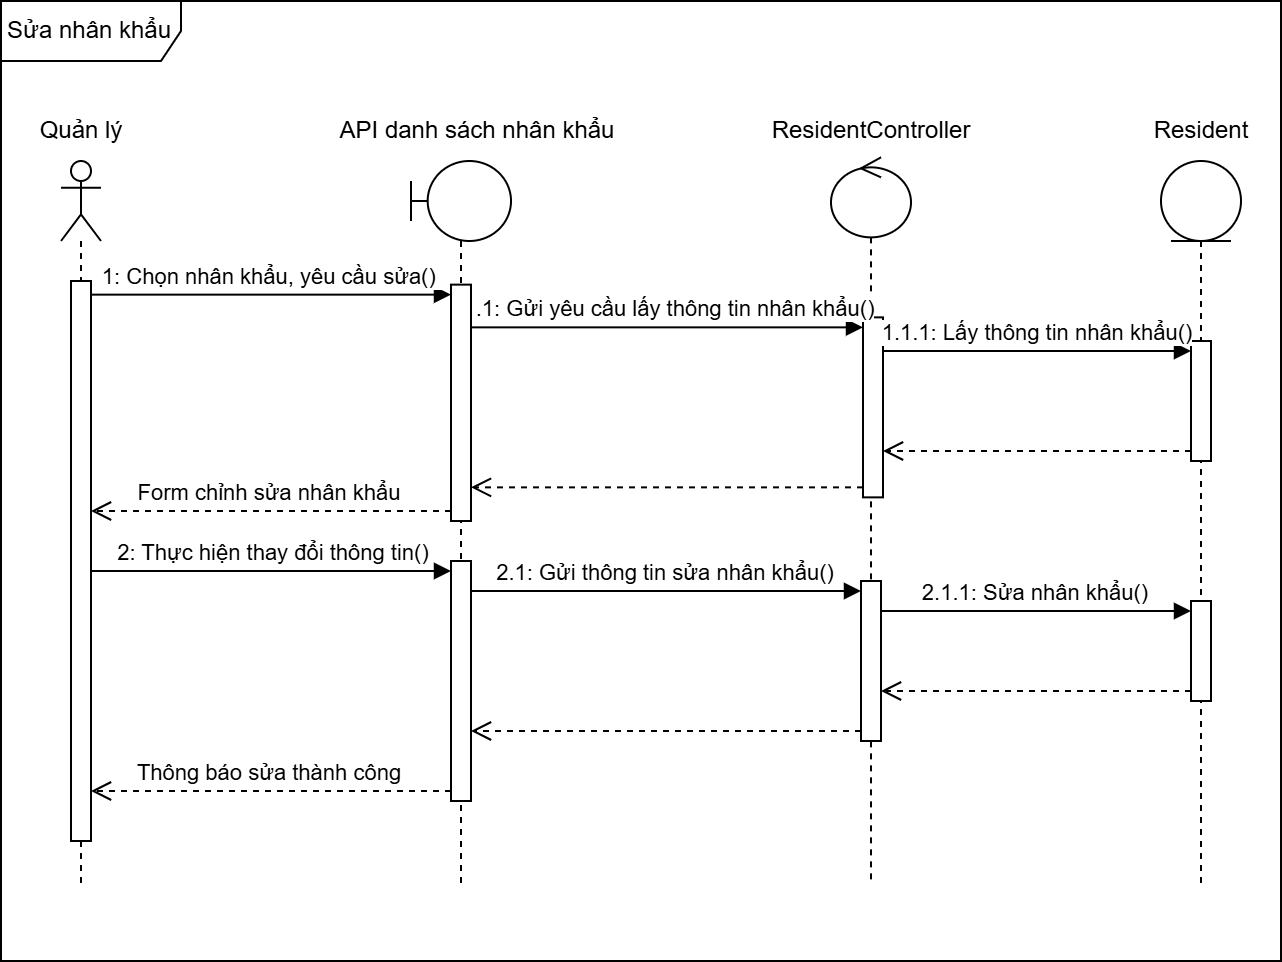 Sửa nhân khẩu
Quản lý
API danh sách nhân khẩu
ResidentController
Resident
1: Chọn nhân khẩu, yêu cầu sửa()
.1: Gửi yêu cầu lấy thông tin nhân khẩu()
1.1.1: Lấy thông tin nhân khẩu()
Form chỉnh sửa nhân khẩu
2: Thực hiện thay đổi thông tin()
2.1: Gửi thông tin sửa nhân khẩu()
2.1.1: Sửa nhân khẩu()
Thông báo sửa thành công